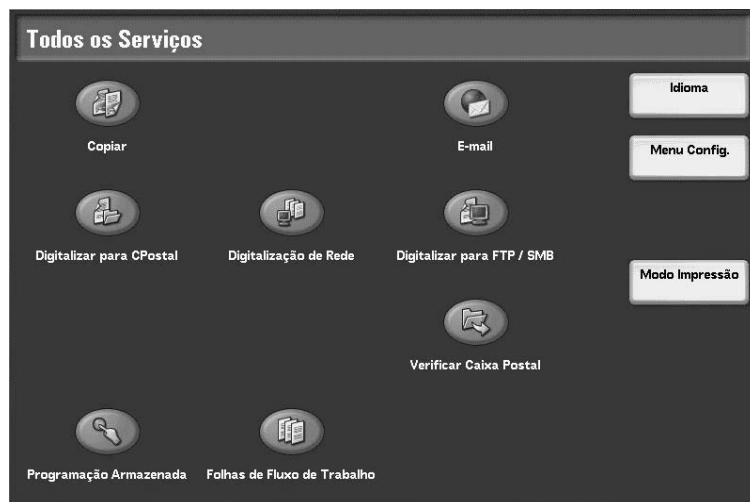 Todos os Serviços
Copiar
E-mail
Idioma
Menu Config.
Digitalizar para CPostal
Digitalização de Rede
Digitalizar para FTP / SMB
Modo Impressão
Verificar Caixa Postal
Programação Armazenada
Folhas de Fluxo de Trabalho